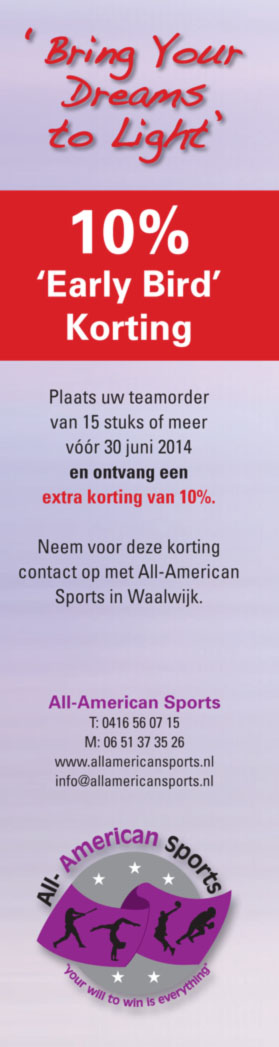 ‘Bring Your
Dreams
to Light’
10%
‘Early Bird’
Korting
Plaats uw teamorder
van 15 stuks of meer
vóór 30 juni 2014
en ontvang een
extra korting van 10%.
Neem voor deze korting
contact op met All-American
Sports in Waalwijk.
All-American Sports
T: 0416 56 07 15
M: 06 51 37 35 26
www.allamericansports.nl
info@allamericansports.nl
All- American Sports
"your will to win is everything"